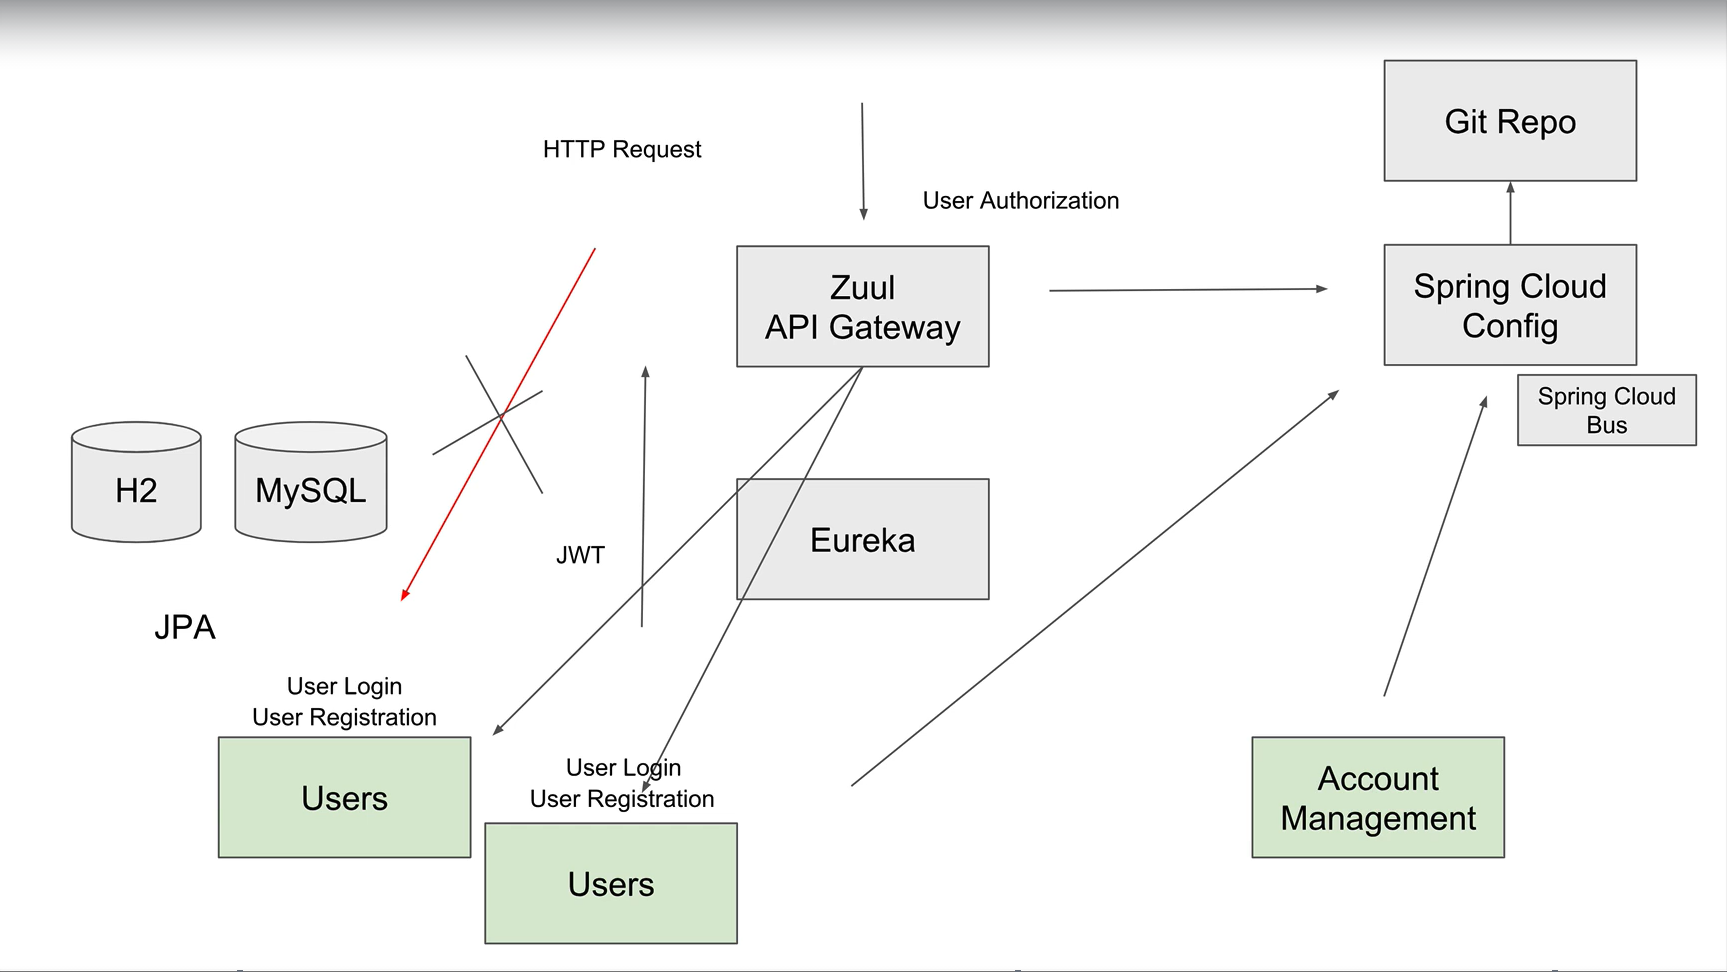 Git Repo
HTTP Request
User Authorization
Zuul
API Gateway
Spring Cloud
Config
Spring Cloud
Bus
H2
MySQL
JWT
Eureka
JPA
User Login
User Registration
Users
User Login
User Registration
Users
Account
Management